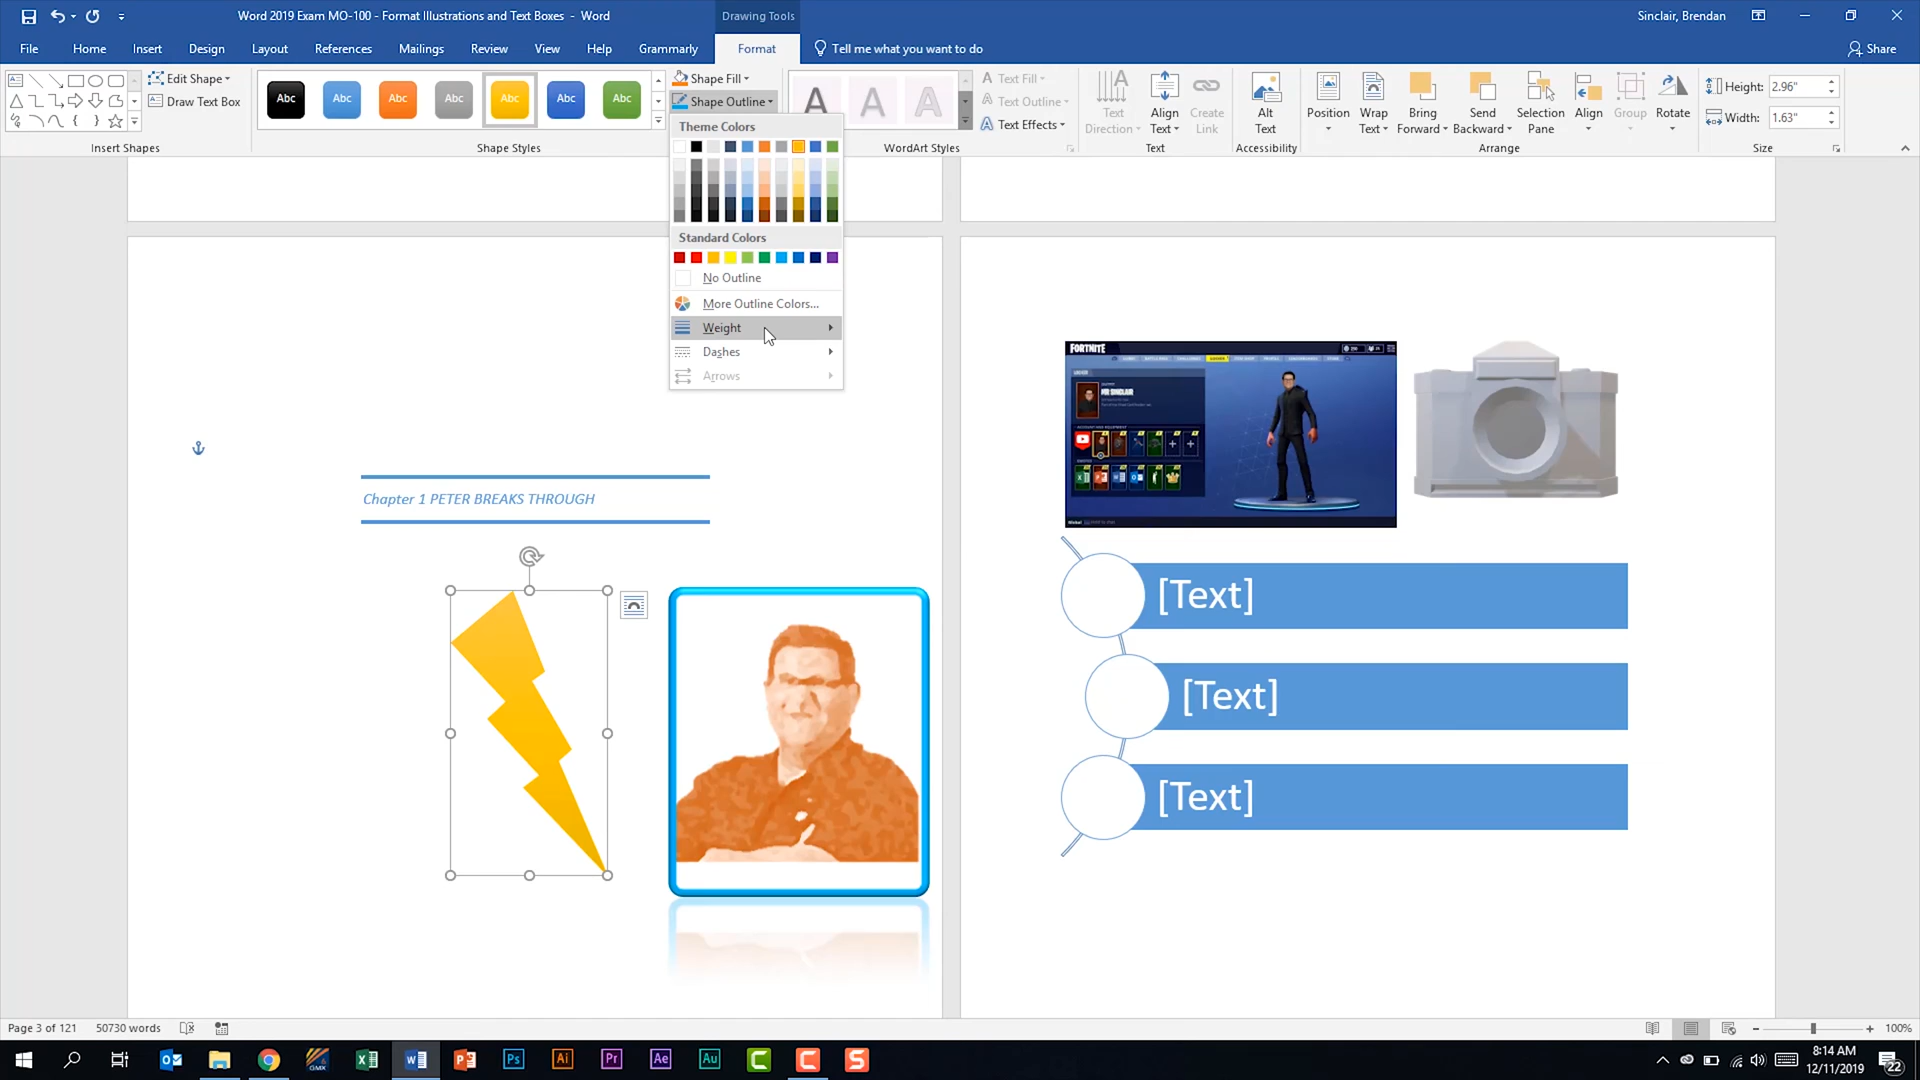 Word 2019 Exam MO-100 - Format Illustrations and Text Boxes - Word
Drawing Tools
Sinclair, Brendan
File Home Insert Design Layout References Mailings Review View Help Grammarly Format Tell me what you want to do Share
Edit Shape
Draw Text Box
Insert Shapes
Abc Abc Abc Abc Abc Abc Abc
Shape Styles
Shape Fill
Shape Outline
A A A
WordArt Styles
Text Fill
Text Outline
Text Effects
Text Direction
Align Text
Create Link
Text
Alt Text
Accessibility
Position
Wrap Text
Bring Forward
Send Backward
Selection Pane
Align
Group
Rotate
Arrange
Height: 2.96"
Width: 1.63"
Size
Theme Colors
Standard Colors
No Outline
More Outline Colors...
Weight
Dashes
Arrows
Chapter 1 PETER BREAKS THROUGH
FORTNITE
MR SINCLAIR
[Text]
[Text]
[Text]
Page 3 of 121 50730 words
100%
8:14 AM
12/11/2019
22